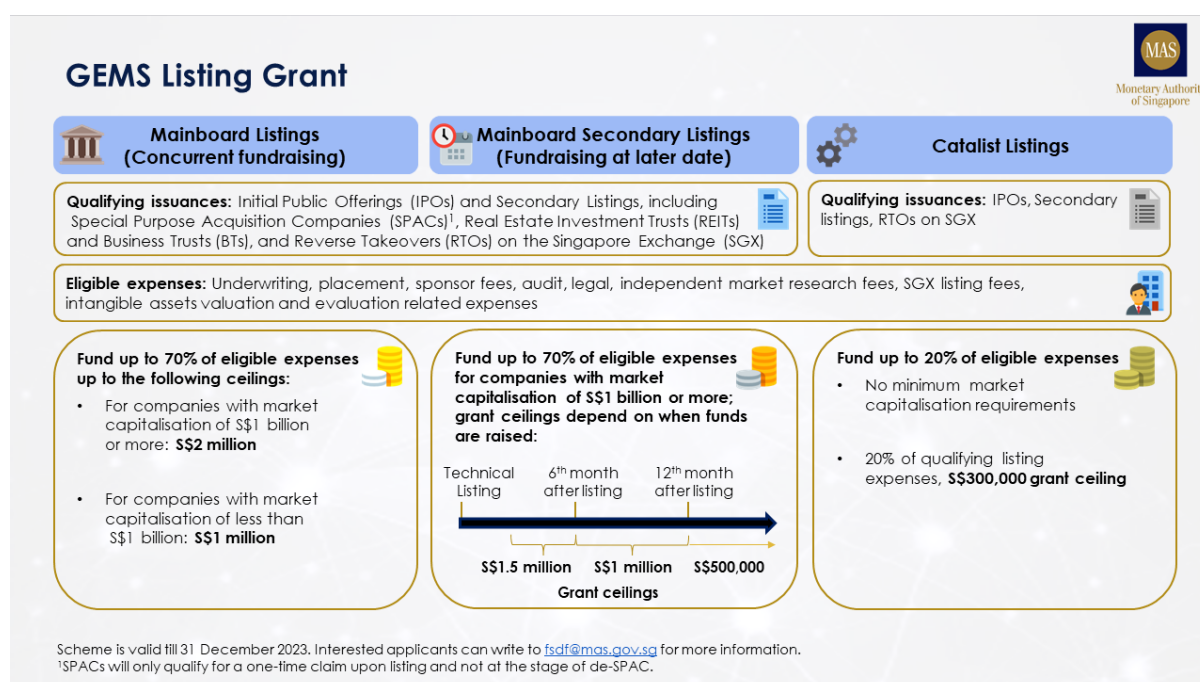 GEMS Listing Grant
MAS
Monetary Authorit
of Singapore
Mainboard Listings
(Concurrent fundraising)
Mainboard Secondary Listings
(Fundraising at later date)
Catalist Listings
Qualifying issuances: Initial Public Offerings (IPOs) and Secondary Listings, including
Special Purpose Acquisition Companies (SPACs)¹, Real Estate Investment Trusts (REITs)
and Business Trusts (BTs), and Reverse Takeovers (RTOs) on the Singapore Exchange (SGX)
Qualifying issuances: IPOs, Secondary
listings, RTOs on SGX
Eligible expenses: Underwriting, placement, sponsor fees, audit, legal, independent market research fees, SGX listing fees,
intangible assets valuation and evaluation related expenses
Fund up to 70% of eligible expenses
up to the following ceilings:
• For companies with market
capitalisation of S$1 billion
or more: S$2 million
• For companies with market
capitalisation of less than
S$1 billion: S$1 million
Fund up to 70% of eligible expenses
for companies with market
capitalisation of S$1 billion or more;
grant ceilings depend on when funds
are raised:
Technical
Listing
6th month
after listing
12th month
after listing
S$1.5 million
S$1 million
S$500,000
Grant ceilings
Fund up to 20% of eligible expenses
• No minimum market
capitalisation requirements
• 20% of qualifying listing
expenses, S$300,000 grant ceiling
Scheme is valid till 31 December 2023. Interested applicants can write to fsdf@mas.gov.sg for more information.
¹SPACs will only qualify for a one-time claim upon listing and not at the stage of de-SPAC.